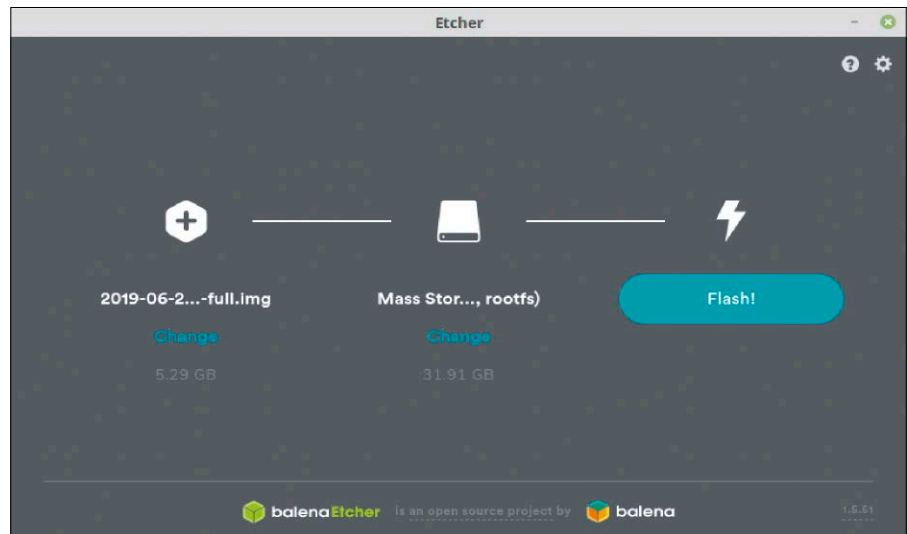 Etcher
2019-06-2...-full.img
Mass Stor..., rootfs)
Flash!
Change
Change
5.29 GB
31.91 GB
balenaEtcher is an open source project by balena
1.5.51